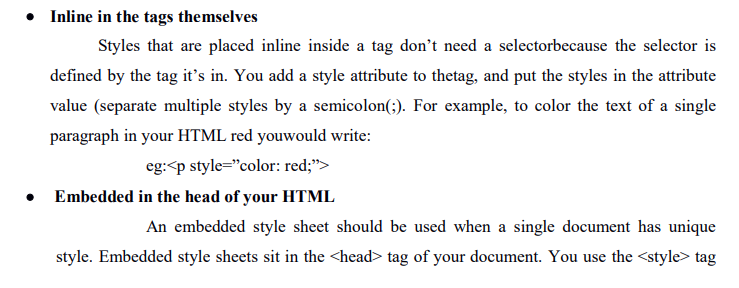 ● Inline in the tags themselves
Styles that are placed inline inside a tag don’t need a selectorbecause the selector is
defined by the tag it’s in. You add a style attribute to thetag, and put the styles in the attribute
value (separate multiple styles by a semicolon(;). For example, to color the text of a single
paragraph in your HTML red youwould write:
eg:<p style=”color: red;”>
● Embedded in the head of your HTML
An embedded style sheet should be used when a single document has unique
style. Embedded style sheets sit in the <head> tag of your document. You use the <style> tag